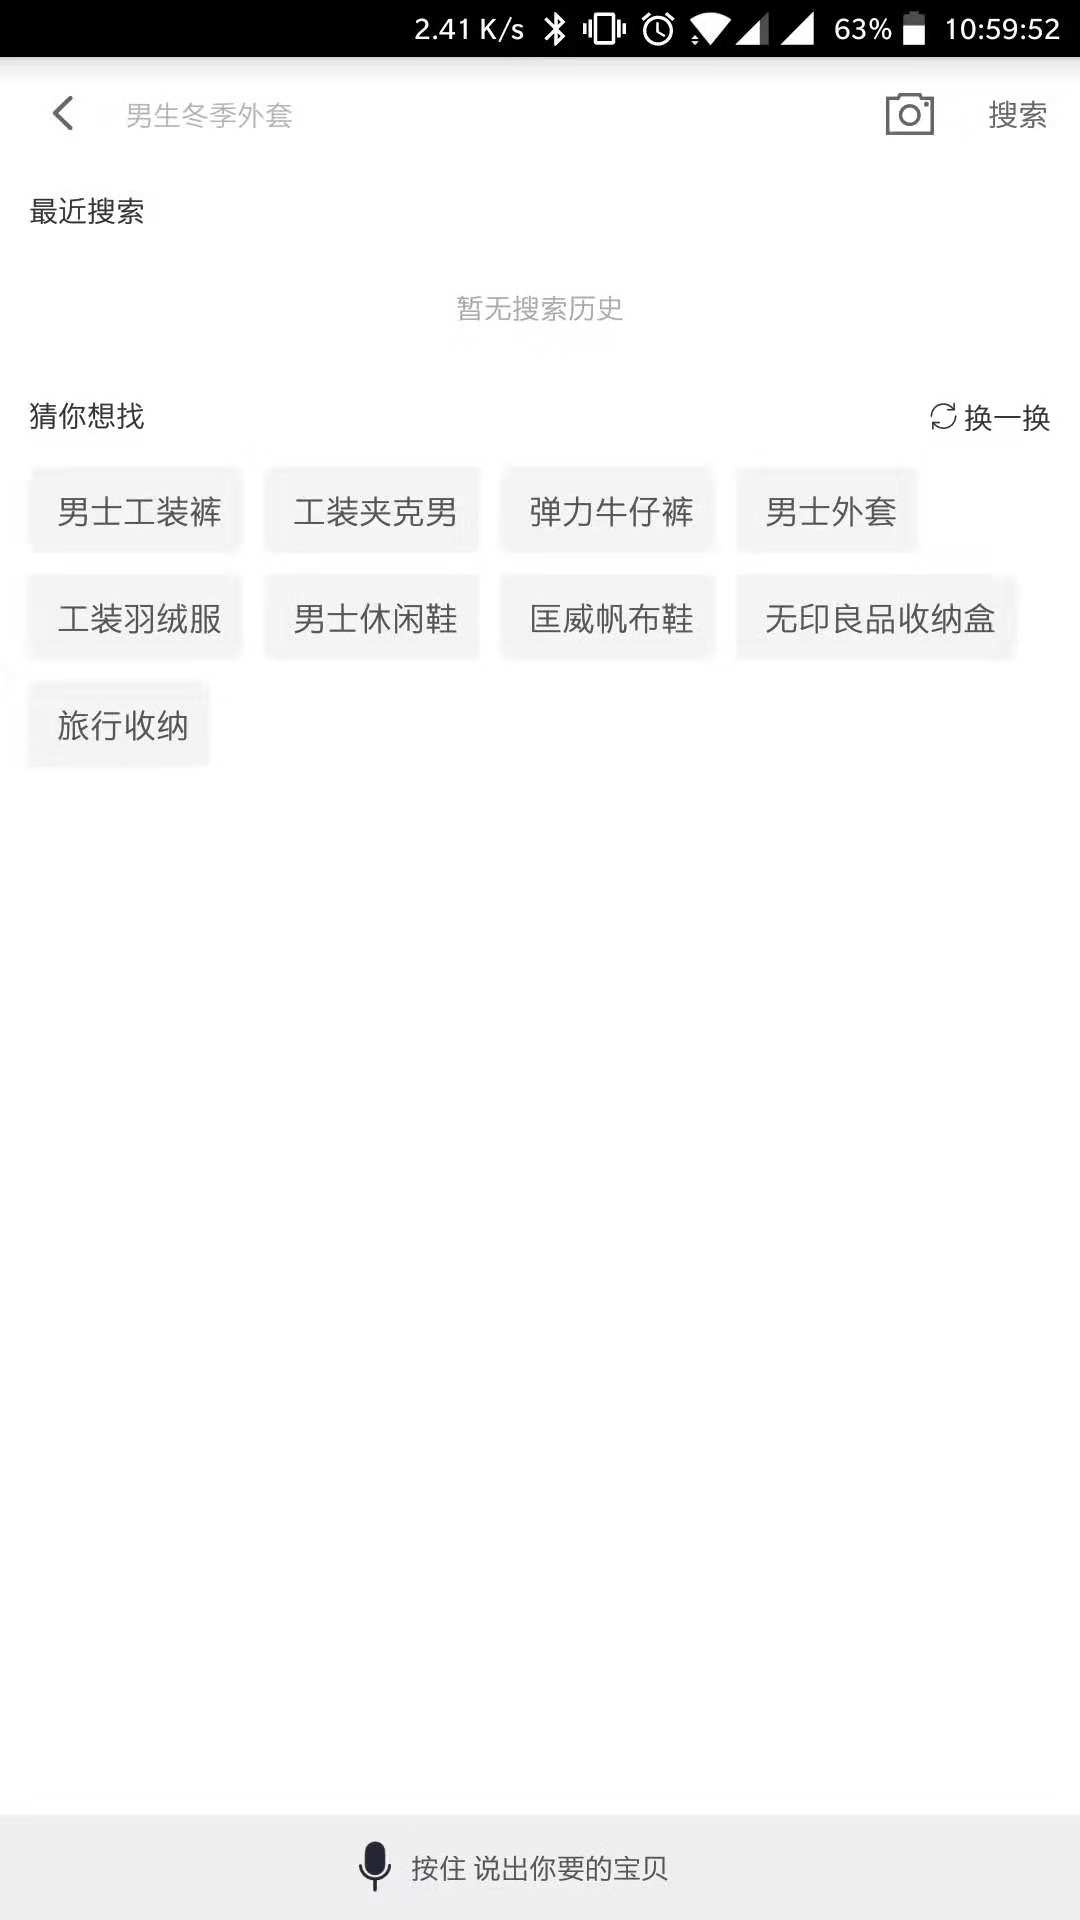 2.41 K/s 63% 10:59:52
男生冬季外套 搜索
最近搜索
暂无搜索历史
猜你想找 换一换
男士工装裤 工装夹克男 弹力牛仔裤 男士外套
工装羽绒服 男士休闲鞋 匡威帆布鞋 无印良品收纳盒
旅行收纳
按住 说出你要的宝贝